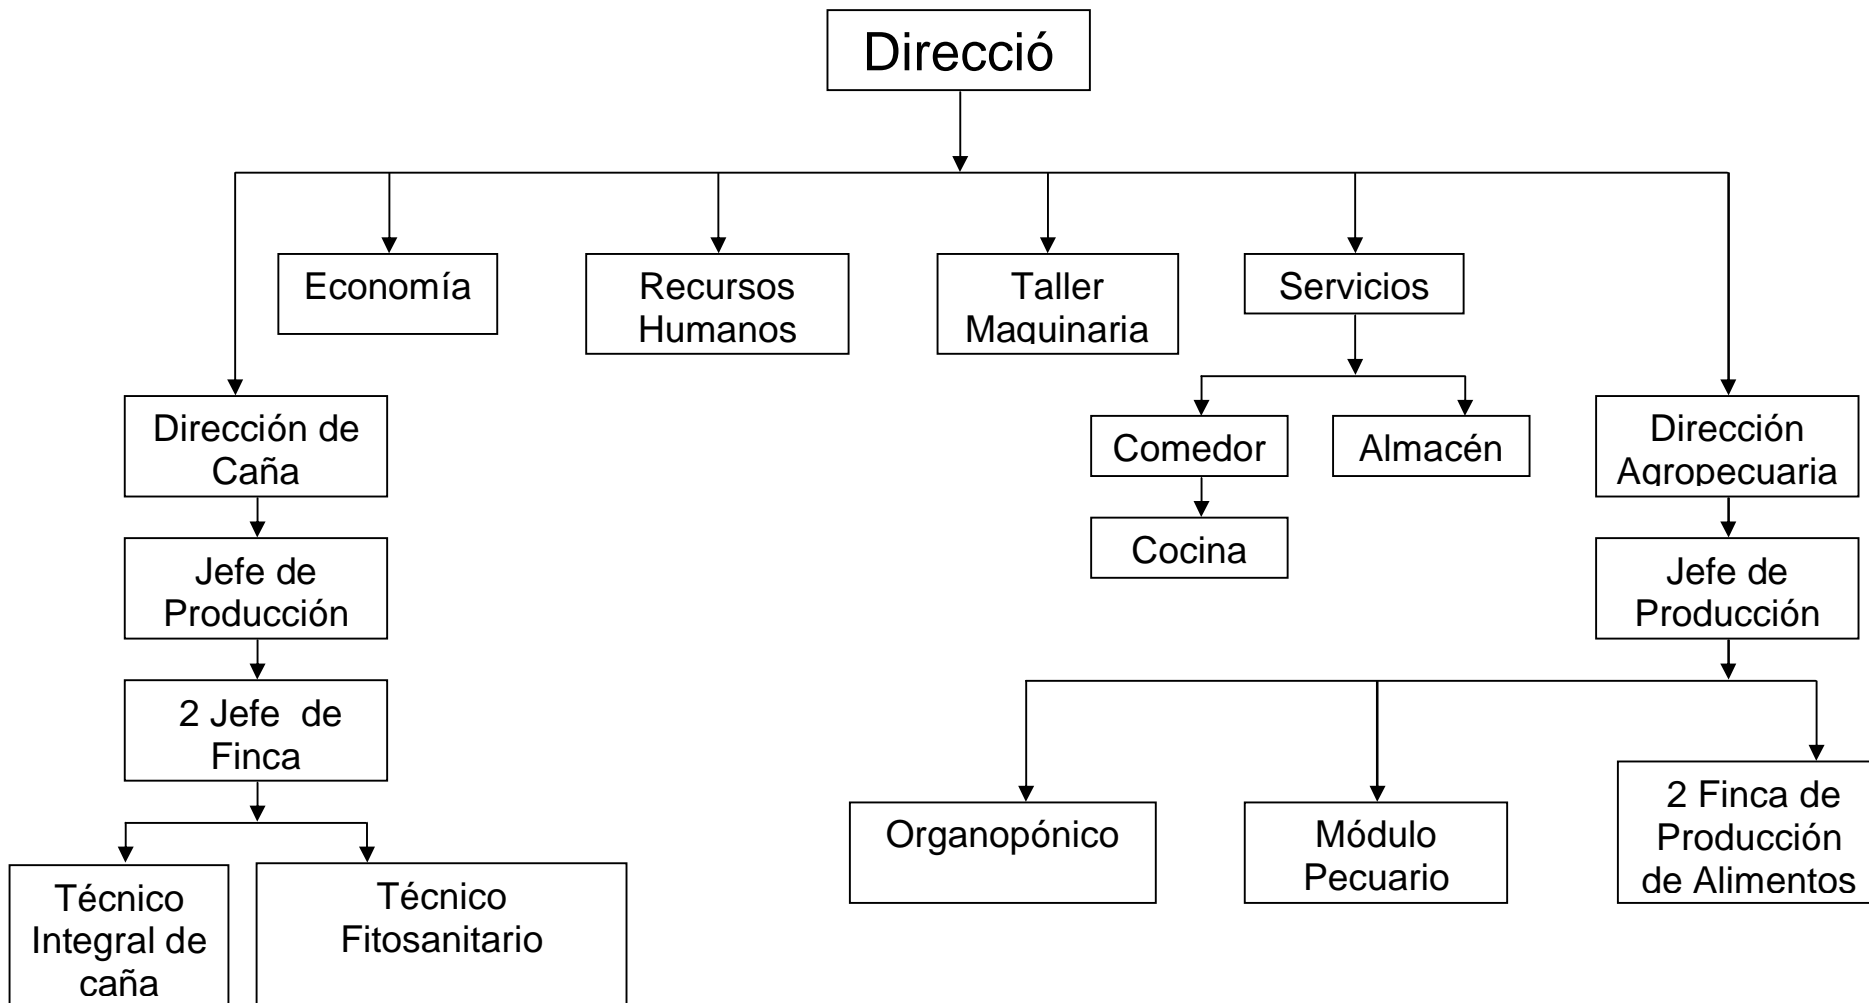 Direcció
Economía
Recursos
Humanos
Taller
Maquinaria
Servicios
Dirección de
Caña
Comedor
Almacén
Dirección
Agropecuaria
Cocina
Jefe de
Producción
Jefe de
Producción
2 Jefe de
Finca
Organopónico
Módulo
Pecuario
2 Finca de
Producción
de Alimentos
Técnico
Integral de
caña
Técnico
Fitosanitario